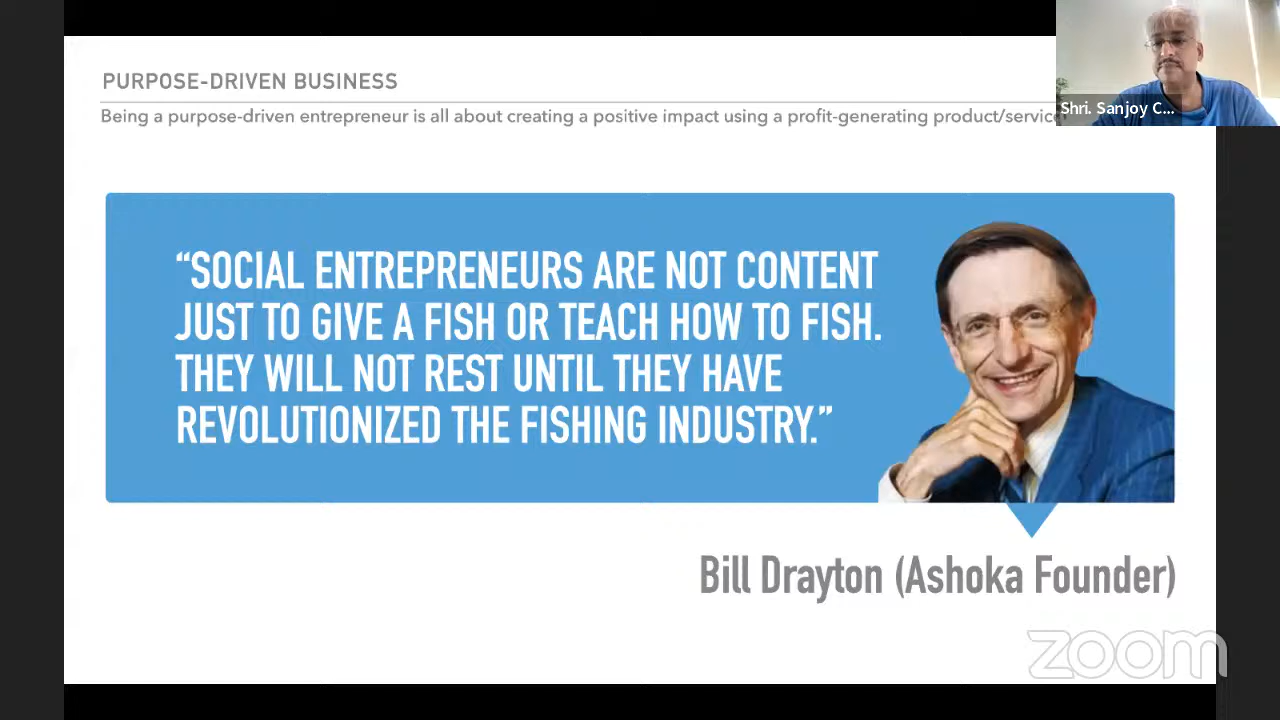 PURPOSE-DRIVEN BUSINESS
Being a purpose-driven entrepreneur is all about creating a positive impact using a profit-generating product/service
Shri. Sanjoy C...
“SOCIAL ENTREPRENEURS ARE NOT CONTENT
JUST TO GIVE A FISH OR TEACH HOW TO FISH.
THEY WILL NOT REST UNTIL THEY HAVE
REVOLUTIONIZED THE FISHING INDUSTRY.”
Bill Drayton (Ashoka Founder)
zoom